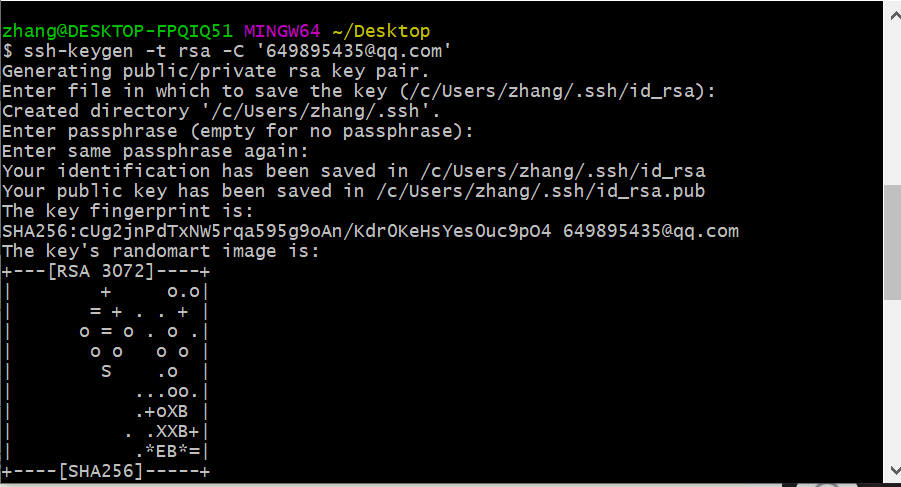 zhang@DESKTOP-FPQIQ51 MINGW64 ~/Desktop
$ ssh-keygen -t rsa -C '649895435@qq.com'
Generating public/private rsa key pair.
Enter file in which to save the key (/c/Users/zhang/.ssh/id_rsa):
Created directory '/c/Users/zhang/.ssh'.
Enter passphrase (empty for no passphrase):
Enter same passphrase again:
Your identification has been saved in /c/Users/zhang/.ssh/id_rsa
Your public key has been saved in /c/Users/zhang/.ssh/id_rsa.pub
The key fingerprint is:
SHA256:cUg2jnPdTxNW5rqa595g9oAn/Kdr0KeHsYes0uc9pO4 649895435@qq.com
The key's randomart image is:
+---[RSA 3072]----+
|        +     o.o|
|       = + . . + |
|      o = o . o .|
|       o o   o o |
|        S    .o  |
|           ...oo.|
|           .+oXB |
|          . .XXB+|
|           .*EB*=|
+----[SHA256]-----+